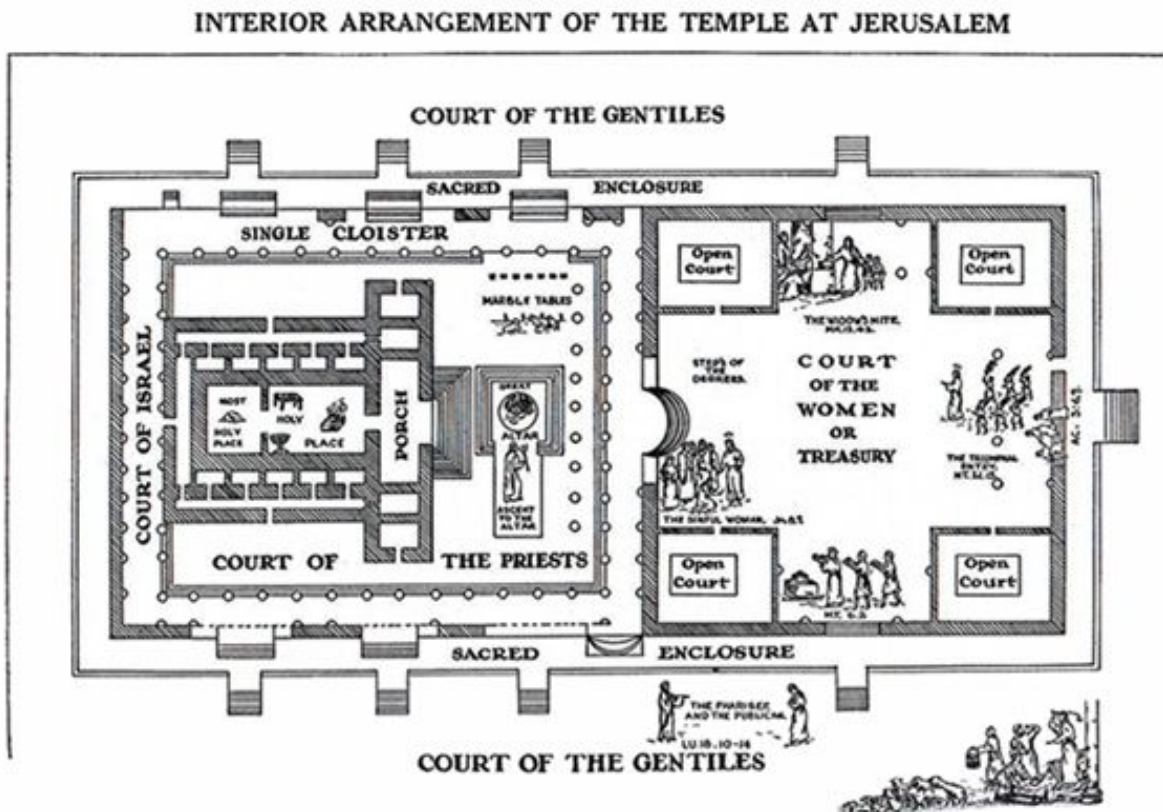 INTERIOR ARRANGEMENT OF THE TEMPLE AT JERUSALEM
COURT OF THE GENTILES
SACRED ENCLOSURE
SINGLE CLOISTER
Open
Court
Open
Court
MARBLE TABLES
THE WIDOW'S MITE,
COURT OF ISRAEL
STEPS OF
THE
DEGREES.
COURT
OF THE
WOMEN
OR
TREASURY
MOST
HOLY
PLACE
HOLY
PLACE
PORCH
GREAT
ALTAR
ASCENT
TO THE
ALTAR
THE TRIUMPHAL
ENTRY,
THE SINFUL WOMAN,
COURT OF THE PRIESTS
Open
Court
Open
Court
SACRED ENCLOSURE
THE PHARISEE
AND THE PUBLICAN,
LU.18.10-14
COURT OF THE GENTILES